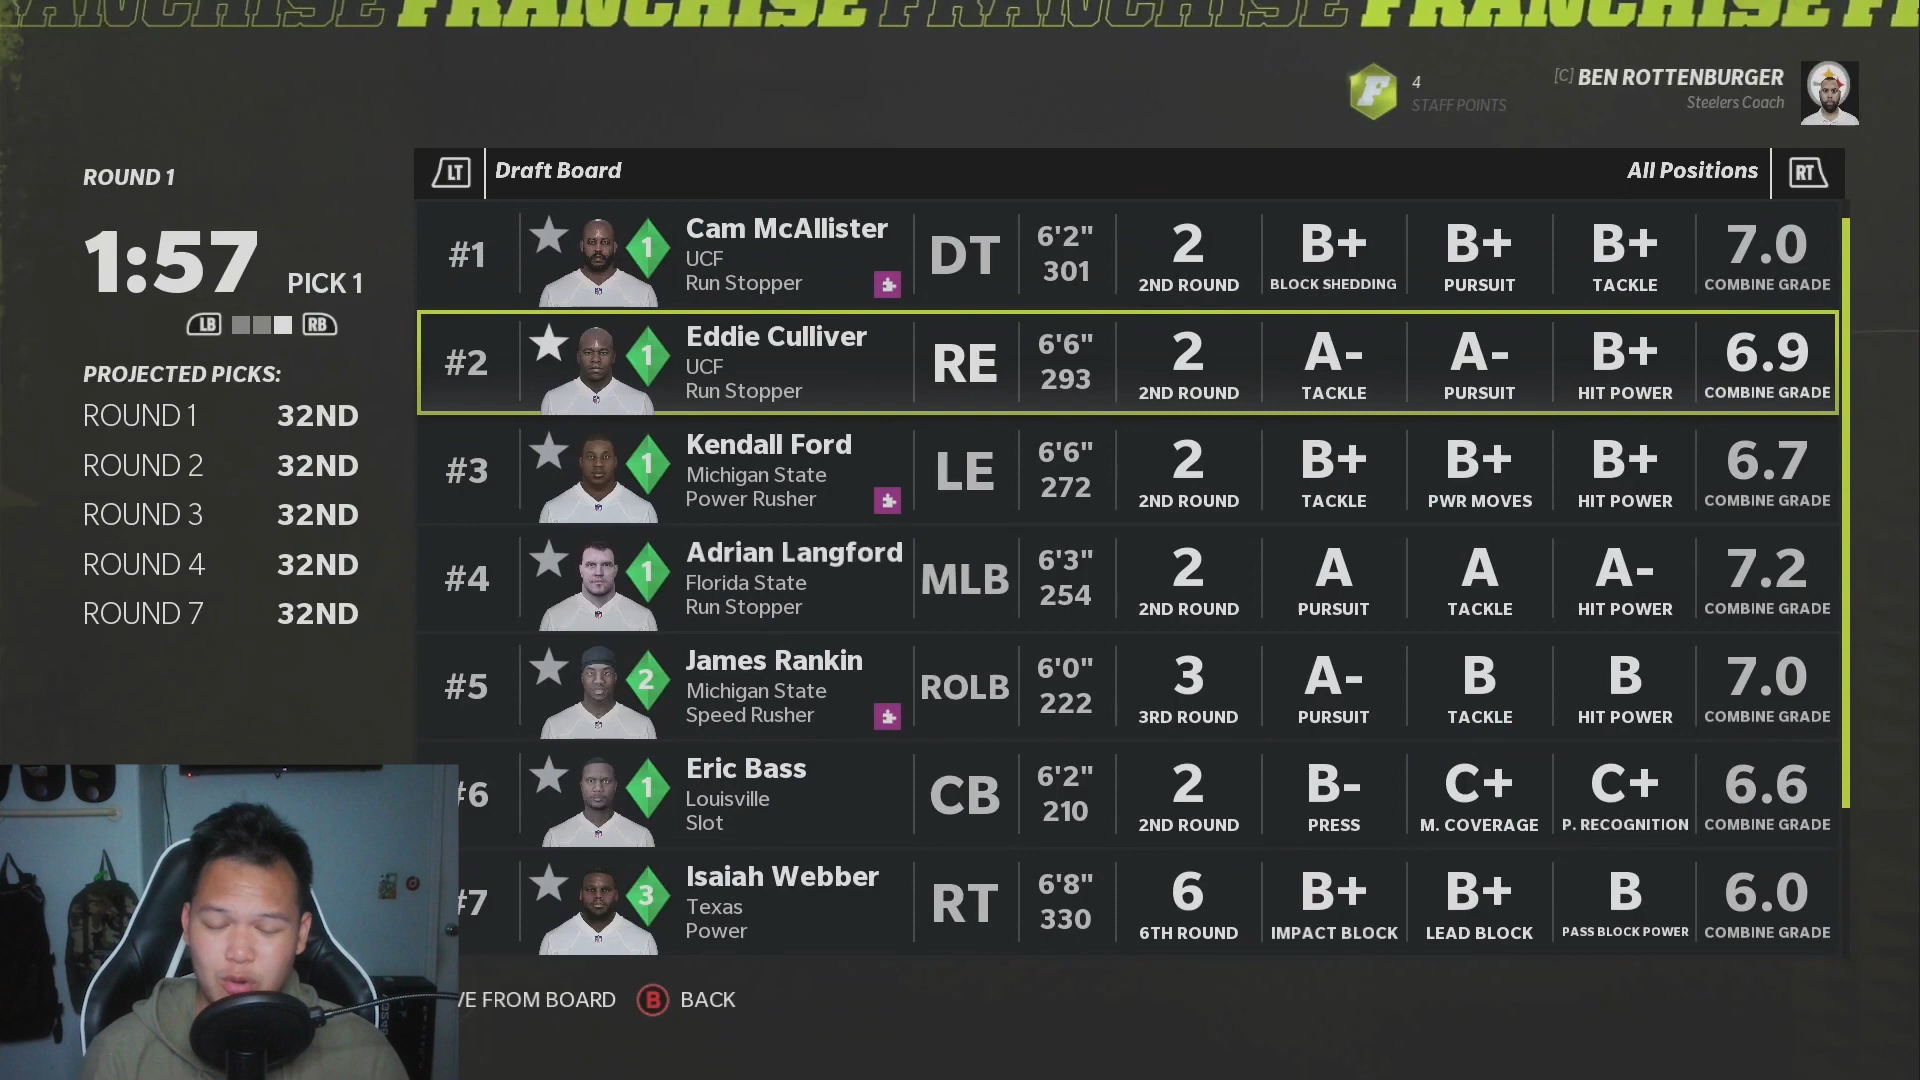 FRANCHISE FRANCHISE FRANCHISE FRANCHISE
4
STAFF POINTS
[C] BEN ROTTENBURGER
Steelers Coach
ROUND 1
1:57 PICK 1
LB RB
PROJECTED PICKS:
ROUND 1 32ND
ROUND 2 32ND
ROUND 3 32ND
ROUND 4 32ND
ROUND 7 32ND
LT Draft Board All Positions RT
#1 1 Cam McAllister UCF Run Stopper DT 6'2" 301 2 2ND ROUND B+ BLOCK SHEDDING B+ PURSUIT B+ TACKLE 7.0 COMBINE GRADE
#2 1 Eddie Culliver UCF Run Stopper RE 6'6" 293 2 2ND ROUND A- TACKLE A- PURSUIT B+ HIT POWER 6.9 COMBINE GRADE
#3 1 Kendall Ford Michigan State Power Rusher LE 6'6" 272 2 2ND ROUND B+ TACKLE B+ PWR MOVES B+ HIT POWER 6.7 COMBINE GRADE
#4 1 Adrian Langford Florida State Run Stopper MLB 6'3" 254 2 2ND ROUND A PURSUIT A TACKLE A- HIT POWER 7.2 COMBINE GRADE
#5 2 James Rankin Michigan State Speed Rusher ROLB 6'0" 222 3 3RD ROUND A- PURSUIT B TACKLE B HIT POWER 7.0 COMBINE GRADE
#6 1 Eric Bass Louisville Slot CB 6'2" 210 2 2ND ROUND B- PRESS C+ M. COVERAGE C+ P. RECOGNITION 6.6 COMBINE GRADE
#7 3 Isaiah Webber Texas Power RT 6'8" 330 6 6TH ROUND B+ IMPACT BLOCK B+ LEAD BLOCK B PASS BLOCK POWER 6.0 COMBINE GRADE
VE FROM BOARD B BACK